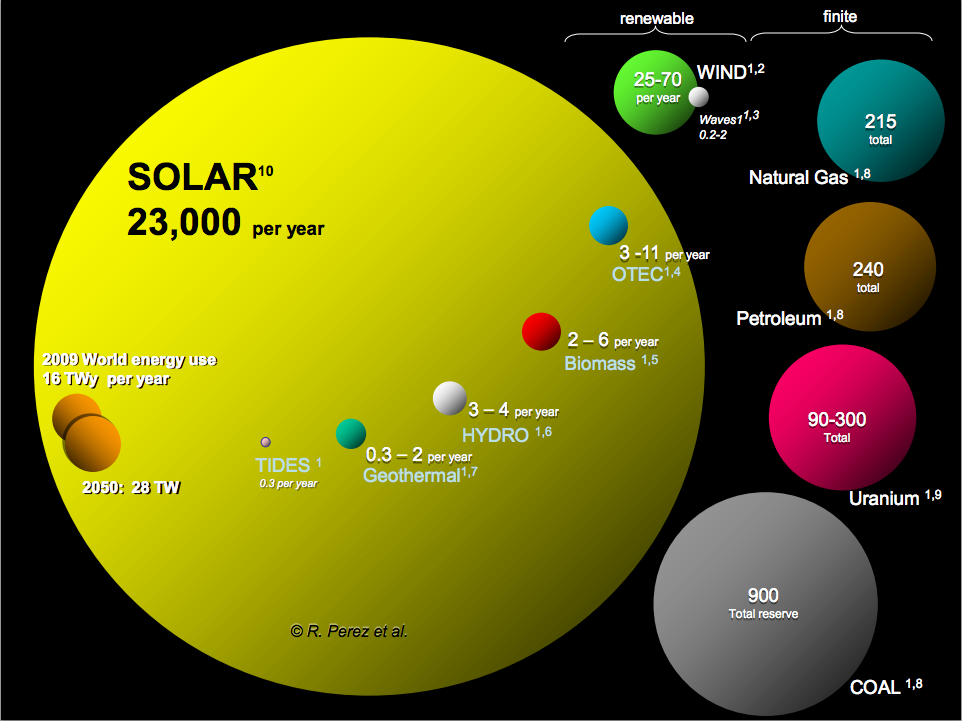 renewable
finite
25-70
per year
WIND1,2
Waves11,3
0.2-2
215
total
Natural Gas 1,8
SOLAR10
23,000 per year
3 -11 per year
OTEC1,4
240
total
Petroleum 1,8
2 – 6 per year
Biomass 1,5
2009 World energy use
16 TWy per year
2050: 28 TW
3 – 4 per year
HYDRO 1,6
TIDES 1
0.3 per year
0.3 – 2 per year
Geothermal1,7
90-300
Total
Uranium 1,9
900
Total reserve
COAL 1,8
© R. Perez et al.